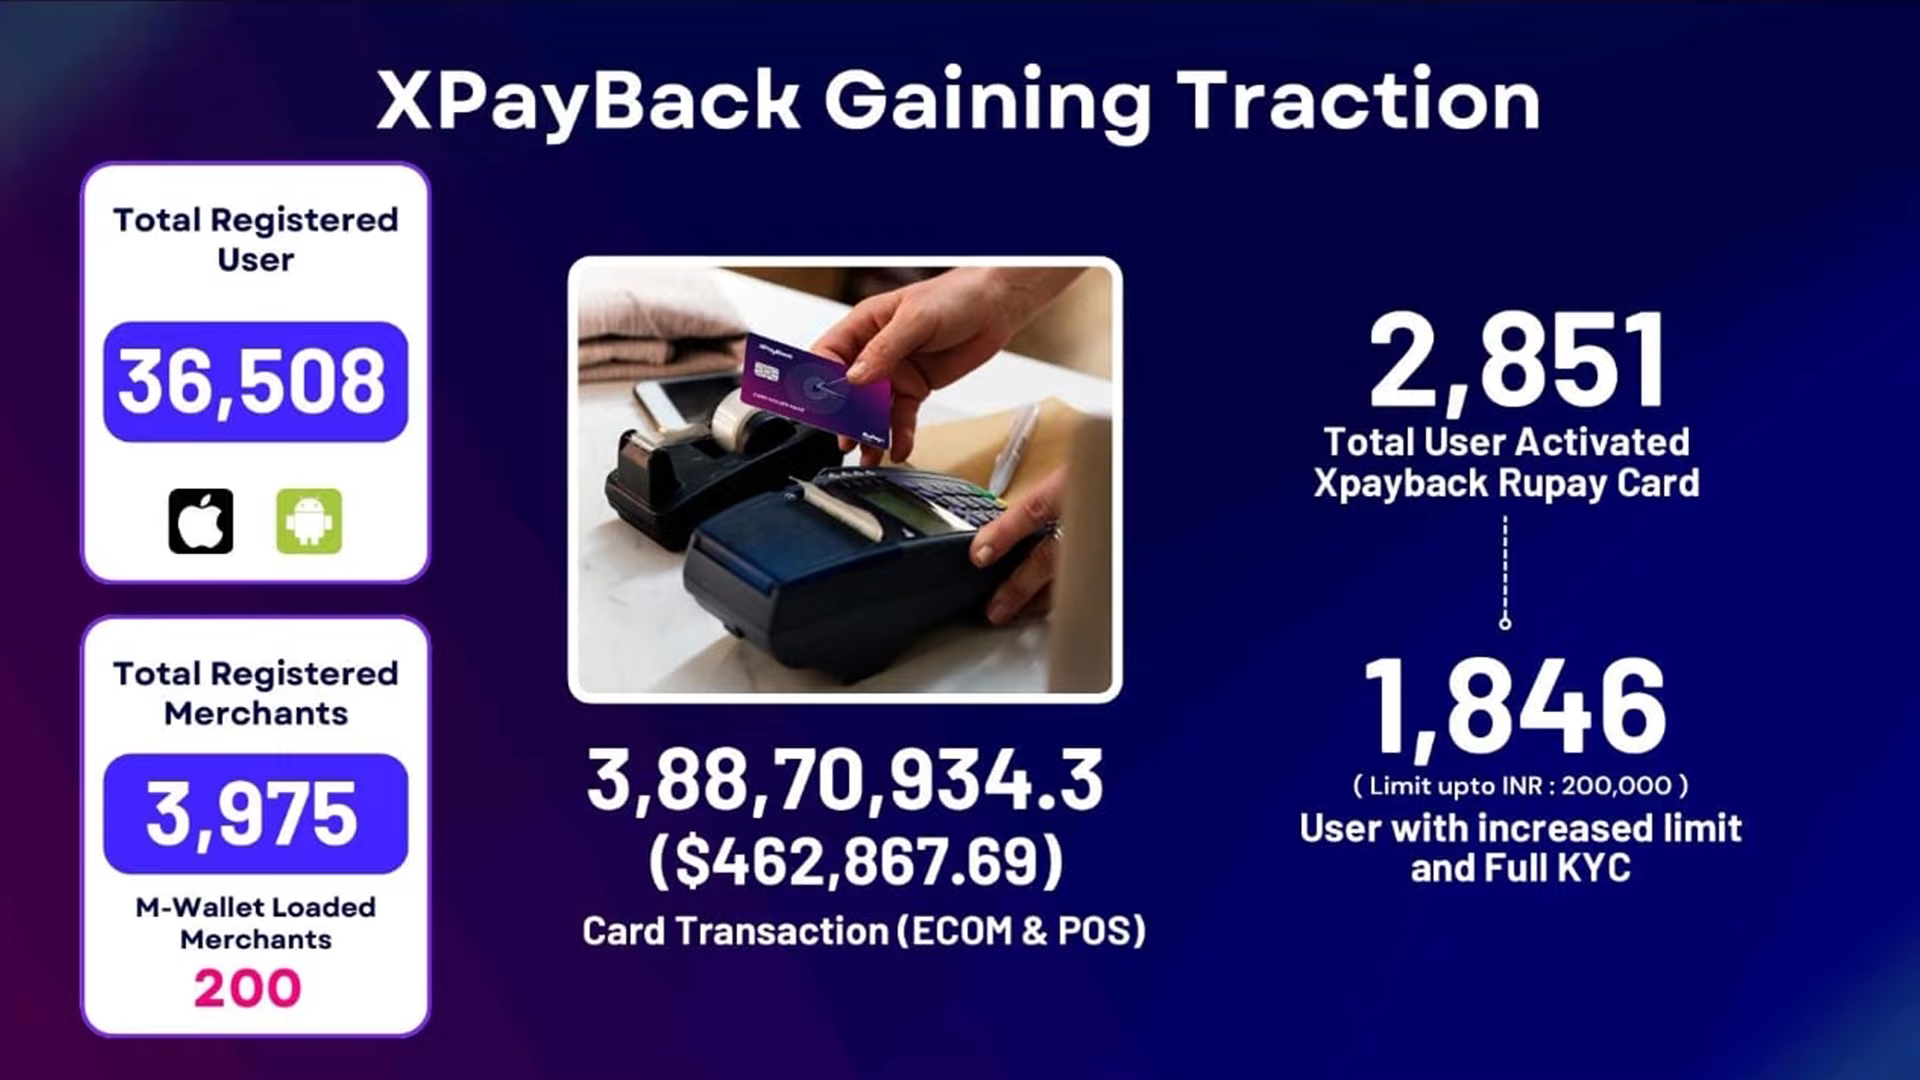 XPayBack Gaining Traction
Total Registered
User
36,508
Total Registered
Merchants
3,975
M-Wallet Loaded
Merchants
200
XPayBack
3,88,70,934.3
($462,867.69)
Card Transaction (ECOM & POS)
2,851
Total User Activated
Xpayback Rupay Card
1,846
( Limit upto INR : 200,000 )
User with increased limit
and Full KYC